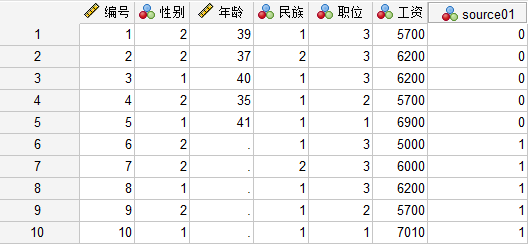 编号 性别 年龄 民族 职位 工资 source01
1 1 2 39 1 3 5700 0
2 2 2 37 2 3 6200 0
3 3 1 40 1 3 6200 0
4 4 2 35 1 2 5700 0
5 5 1 41 1 1 6900 0
6 6 2 . 1 3 5000 1
7 7 2 . 2 3 6000 1
8 8 1 . 1 3 6200 1
9 9 2 . 1 2 5700 1
10 10 1 . 1 1 7010 1